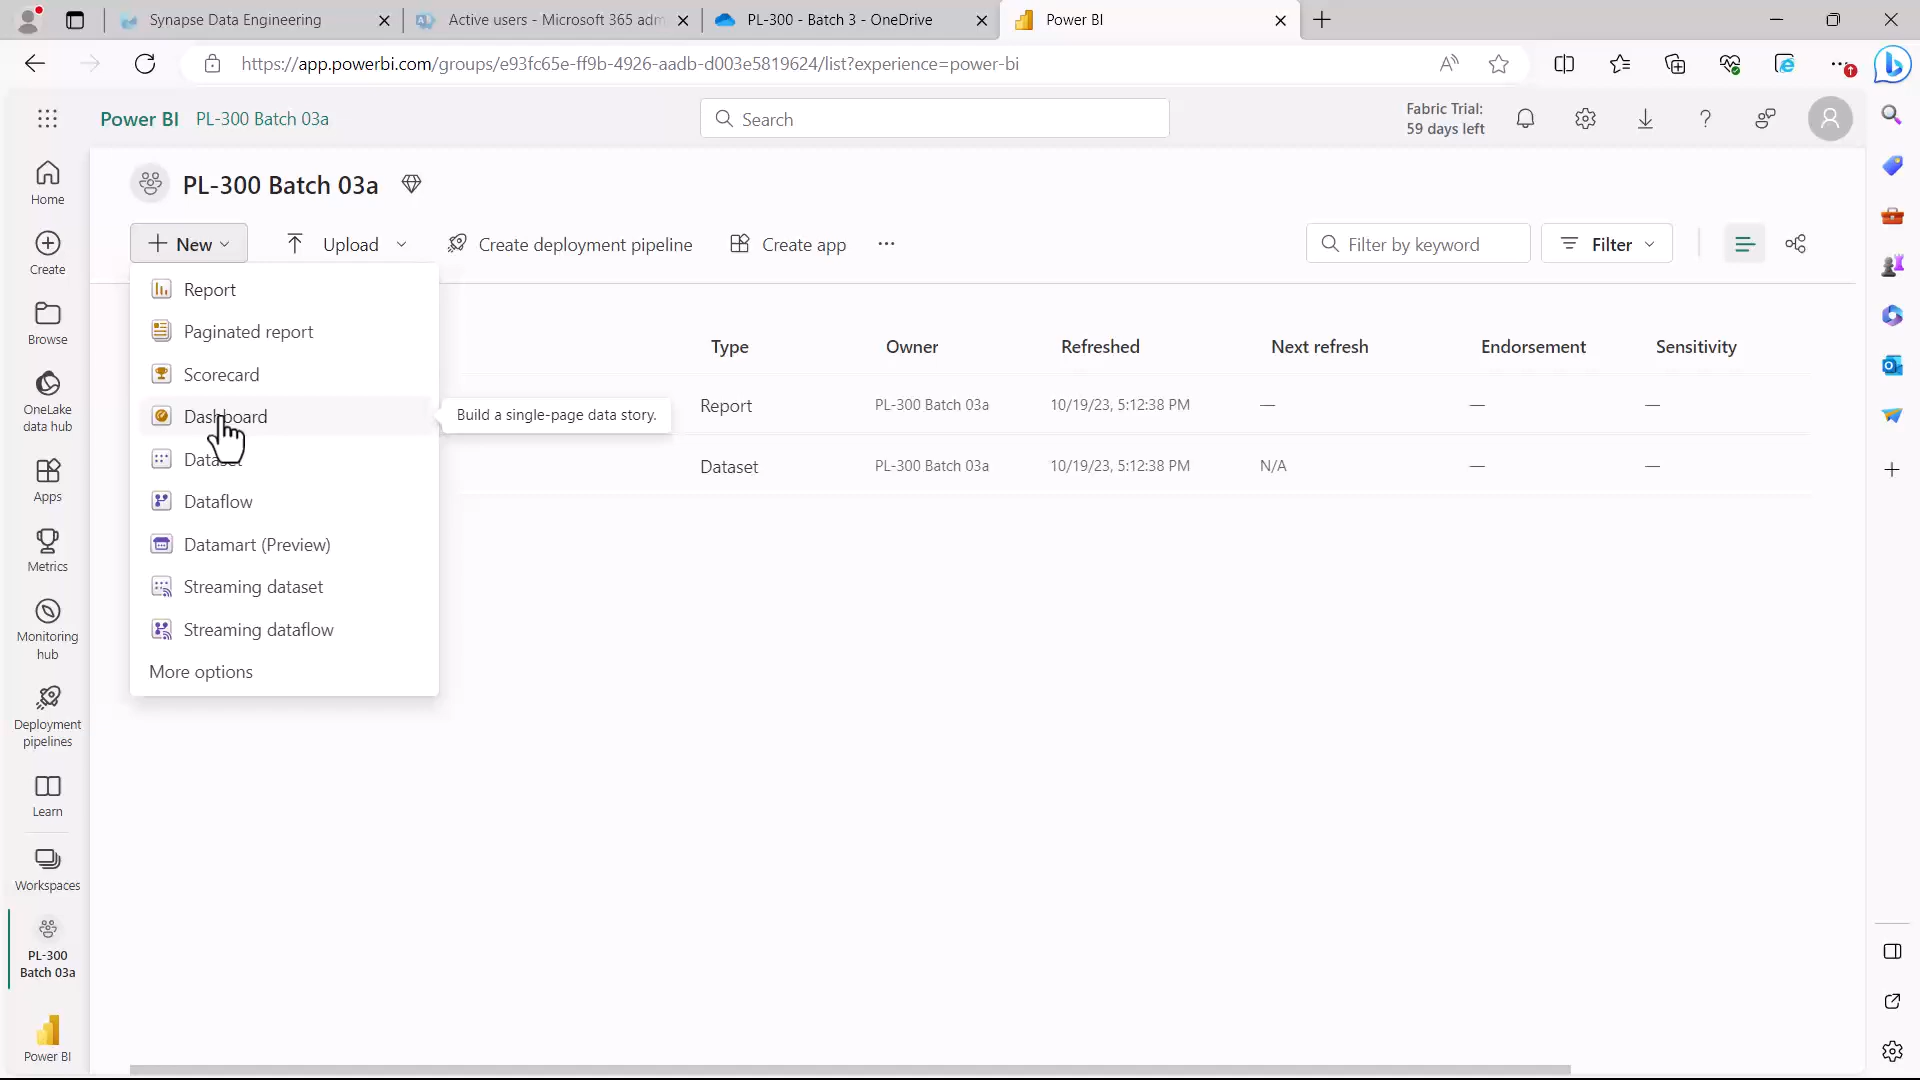 Synapse Data Engineering
Active users - Microsoft 365 adm
PL-300 - Batch 3 - OneDrive
Power BI
https://app.powerbi.com/groups/e93fc65e-ff9b-4926-aadb-d003e5819624/list?experience=power-bi
Power BI PL-300 Batch 03a
Search
Fabric Trial:
59 days left
Home
Create
Browse
OneLake
data hub
Apps
Metrics
Monitoring
hub
Deployment
pipelines
Learn
Workspaces
PL-300
Batch 03a
Power BI
PL-300 Batch 03a
New
Upload
Create deployment pipeline
Create app
Filter by keyword
Filter
Report
Paginated report
Scorecard
Dashboard
Dataset
Dataflow
Datamart (Preview)
Streaming dataset
Streaming dataflow
More options
Build a single-page data story.
Type Owner Refreshed Next refresh Endorsement Sensitivity
Report PL-300 Batch 03a 10/19/23, 5:12:38 PM — — —
Dataset PL-300 Batch 03a 10/19/23, 5:12:38 PM N/A — —